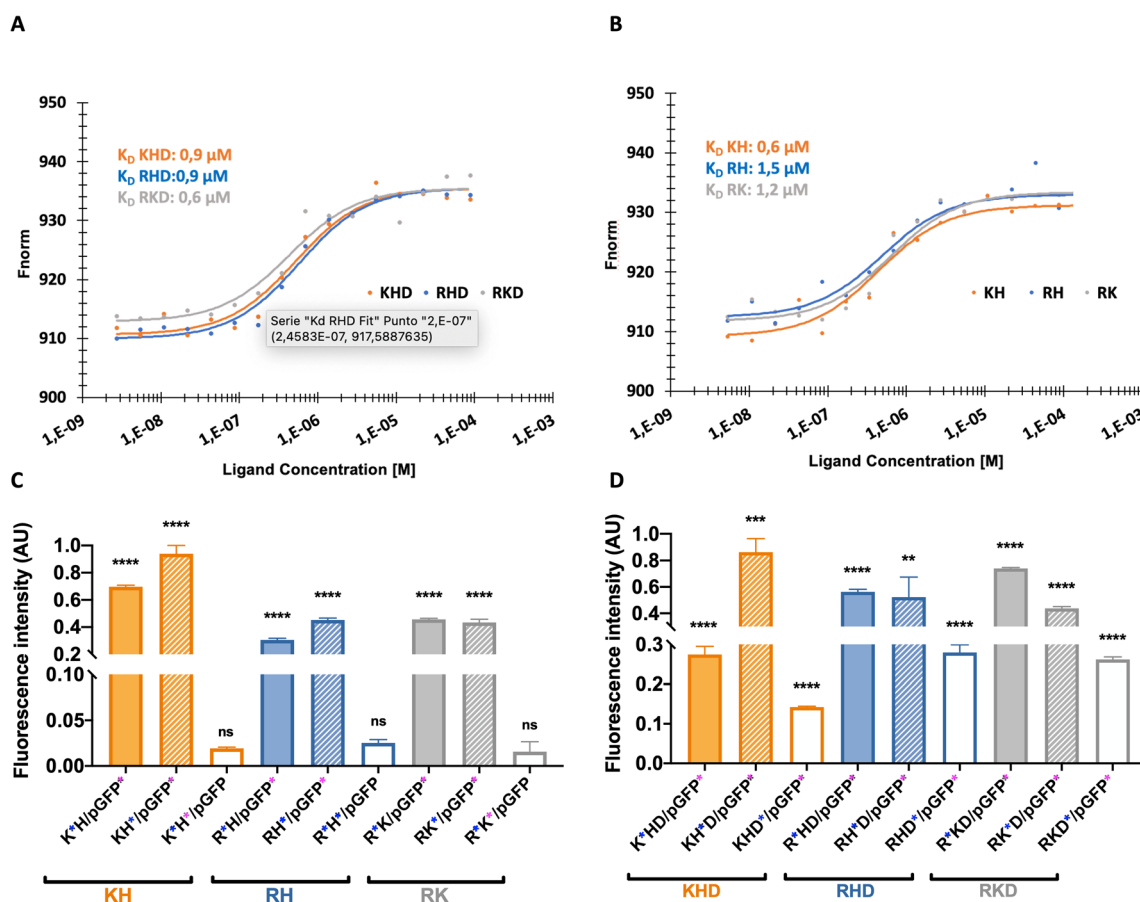 A
B
950
940
930
920
910
900
Fnorm
K_D KHD: 0,9 µM
K_D RHD:0,9 µM
K_D RKD: 0,6 µM
KHD RHD RKD
Serie "Kd RHD Fit" Punto "2,E-07"
(2,4583E-07, 917,5887635)
1,E-09 1,E-08 1,E-07 1,E-06 1,E-05 1,E-04 1,E-03
Ligand Concentration [M]
950
940
930
920
910
900
Fnorm
K_D KH: 0,6 µM
K_D RH: 1,5 µM
K_D RK: 1,2 µM
KH RH RK
1,E-09 1,E-08 1,E-07 1,E-06 1,E-05 1,E-04 1,E-03
Ligand Concentration [M]
C
Fluorescence intensity (AU)
1.0
0.8
0.6
0.4
0.2
0.10
0.05
0.00
**** **** ns **** **** ns **** **** ns
K*H/pGFP*
KH*/pGFP*
K*H*/pGFP
R*H/pGFP*
RH*/pGFP*
R*H*/pGFP
R*K/pGFP*
RK*/pGFP*
R*K*/pGFP
KH RH RK
D
Fluorescence intensity (AU)
1.0
0.8
0.6
0.4
0.3
0.2
0.1
0.0
**** *** **** **** ** **** **** **** ****
K*HD/pGFP*
KH*D/pGFP*
KHD*/pGFP*
R*HD/pGFP*
RH*D/pGFP*
RHD*/pGFP*
R*KD/pGFP*
RK*D/pGFP*
RKD*/pGFP*
KHD RHD RKD